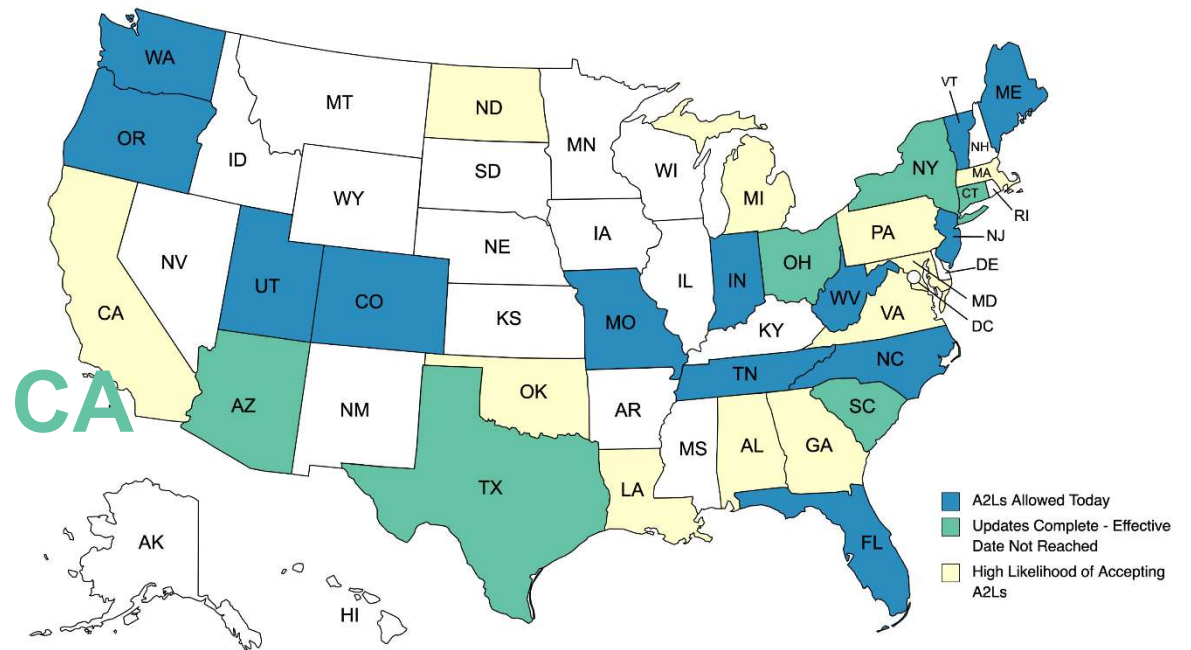 WA
OR
CA
ID
NV
MT
WY
UT
CO
AZ
NM
ND
SD
NE
KS
OK
TX
MN
IA
MO
AR
LA
WI
IL
MS
MI
IN
KY
TN
AL
OH
WV
GA
FL
SC
NC
VA
PA
NY
VT
NH
ME
MA
CT
RI
NJ
DE
MD
DC
AK
HI
CA
A2Ls Allowed Today
Updates Complete - Effective
Date Not Reached
High Likelihood of Accepting
A2Ls